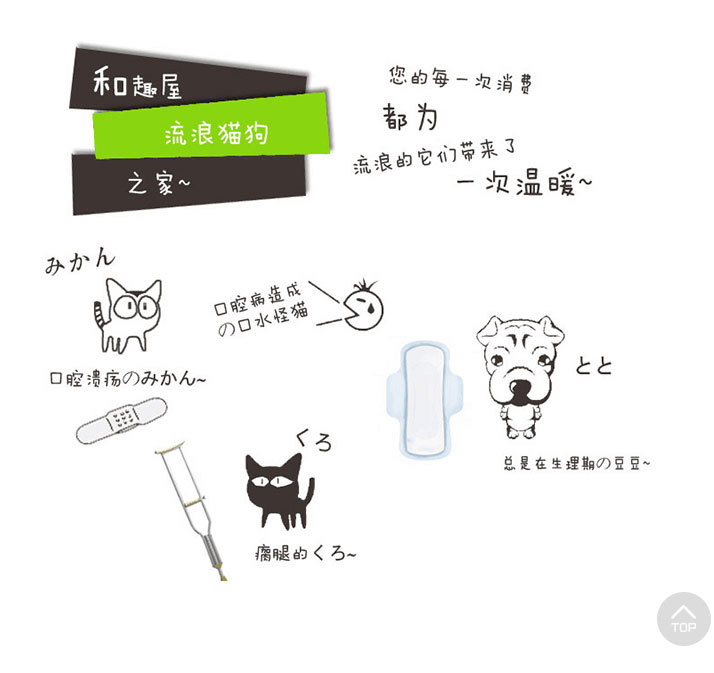 和趣屋
流浪猫狗
之家~
您的每一次消费
都为
流浪的它们带来了
一次温暖~
みかん
口腔病造成
の口水怪猫
口腔溃疡のみかん~
とと
总是在生理期の豆豆~
くろ
瘸腿的くろ~
TOP